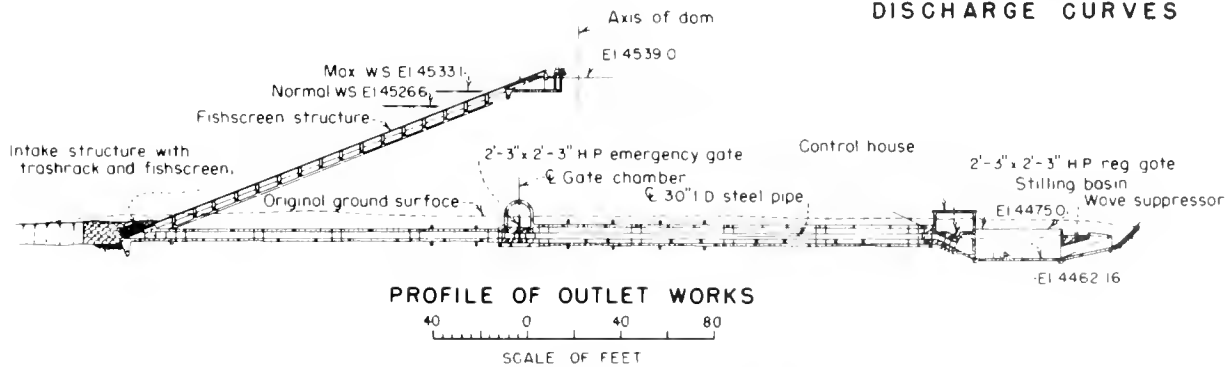 DISCHARGE CURVES
Axis of dam
El 4539.0
Max WS El 4533.1
Normal WS El 4526.6
Fishscreen structure
Intake structure with
trashrack and fishscreen.
2'-3" x 2'-3" H P emergency gate
℄ Gate chamber
Original ground surface
℄ 30" I D steel pipe
Control house
2'-3" x 2'-3" H P reg gate
Stilling basin
Wave suppressor
El 4475.0
El 4462.16
PROFILE OF OUTLET WORKS
40 0 40 80
SCALE OF FEET